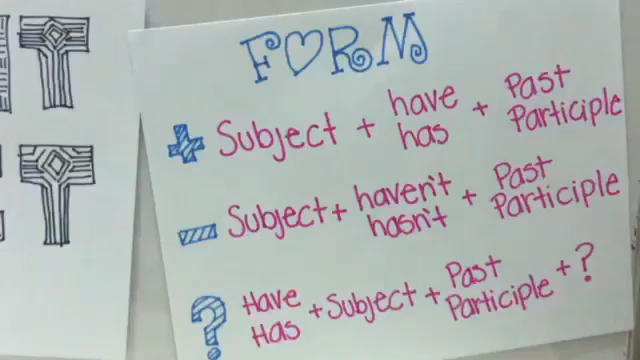 T
T
FORM
+ Subject + have has + Past Participle
- Subject + haven't hasn't + Past Participle
? Have Has + Subject + Past Participle + ?